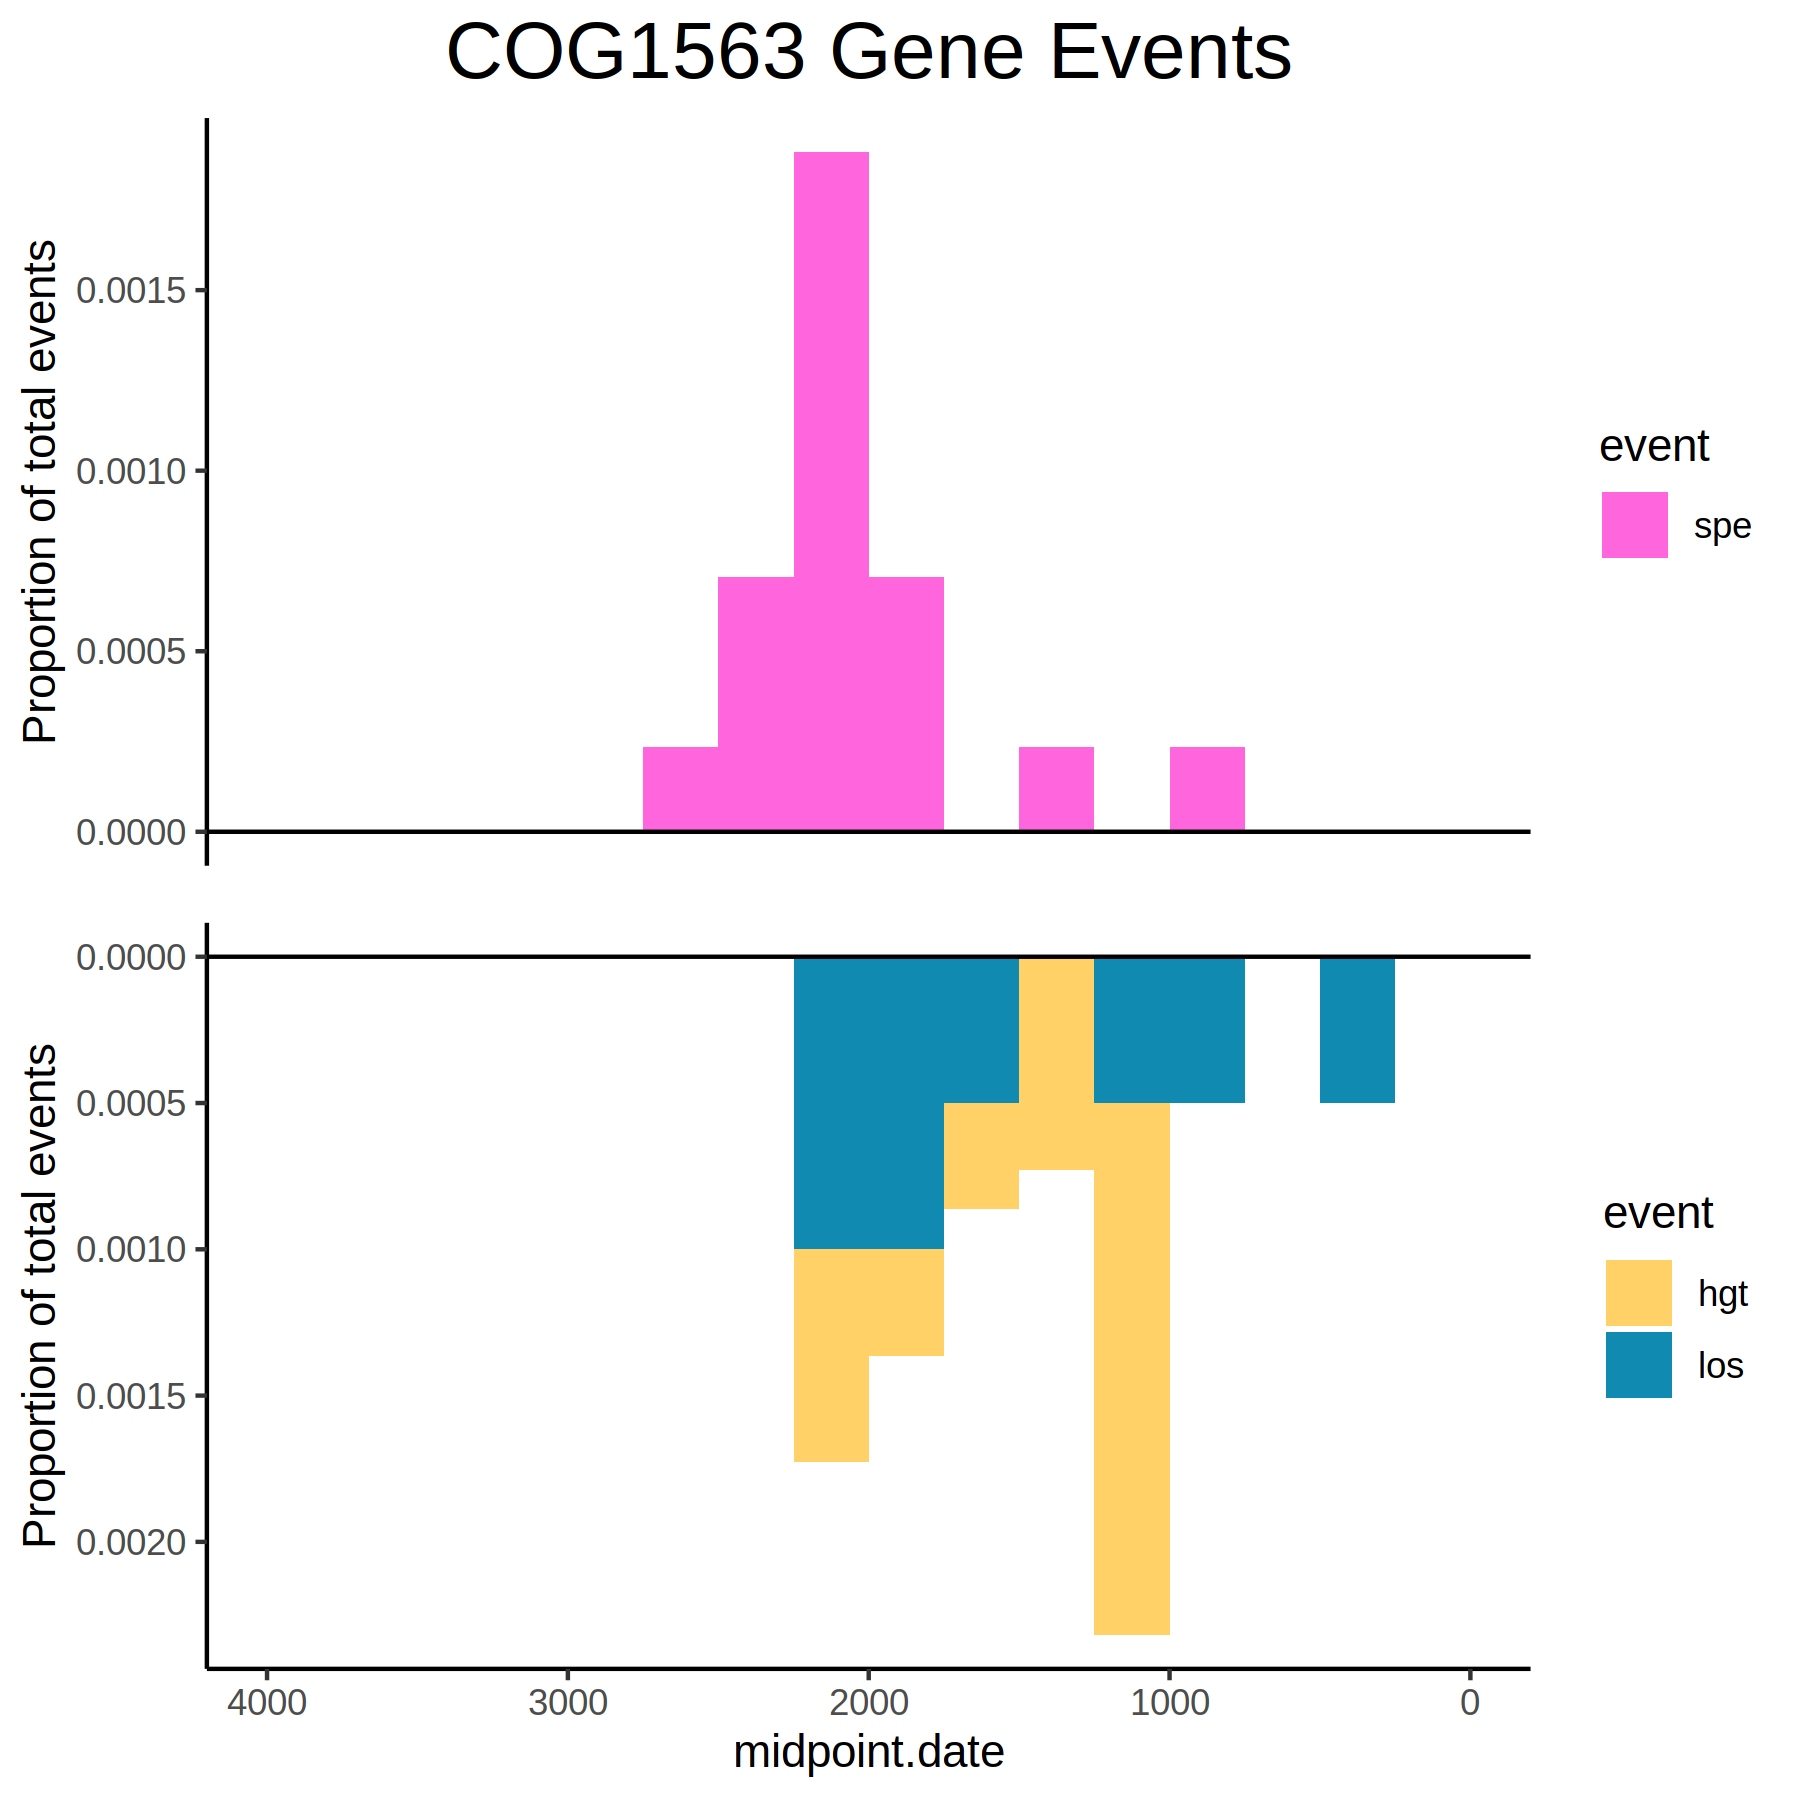 COG1563 Gene Events
Proportion of total events
0.0015
0.0010
0.0005
0.0000
event
spe
Proportion of total events
0.0000
0.0005
0.0010
0.0015
0.0020
event
hgt
los
4000 3000 2000 1000 0
midpoint.date